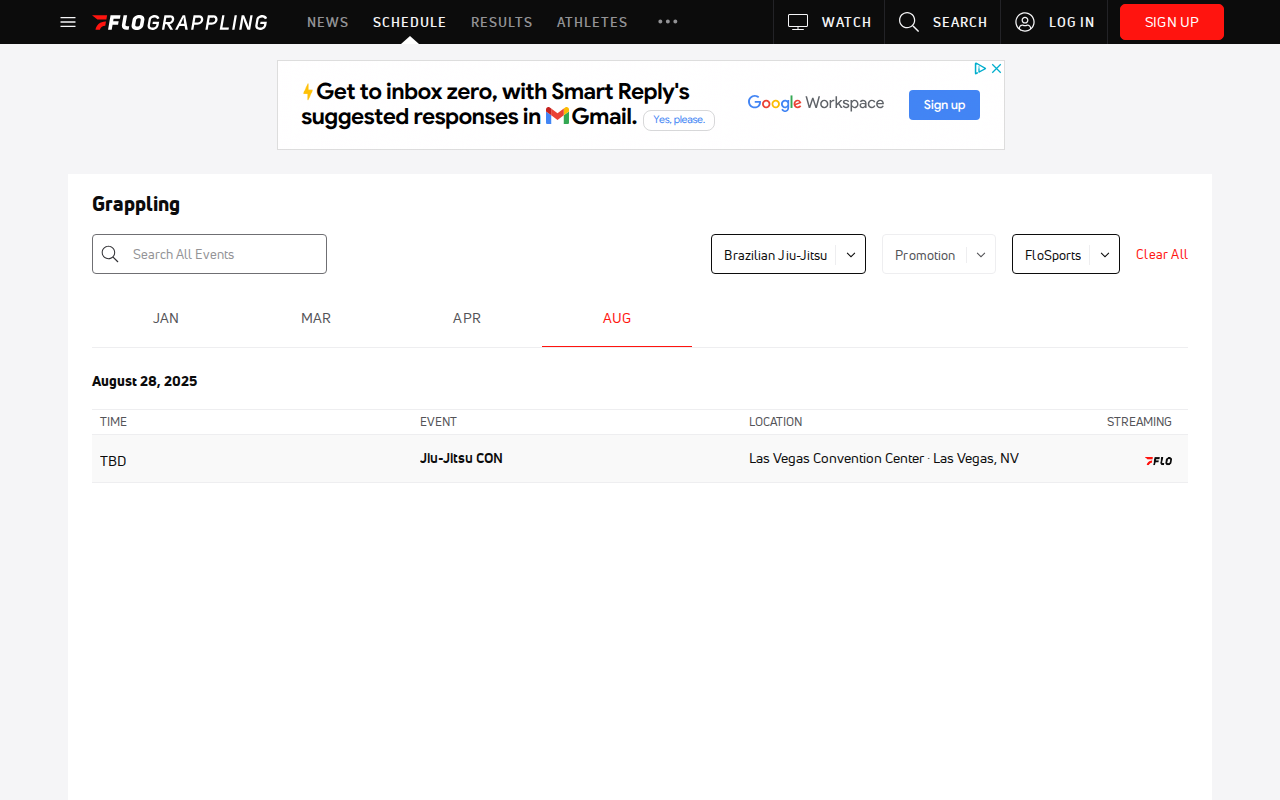 FLOGRAPPLING NEWS SCHEDULE RESULTS ATHLETES WATCH SEARCH LOG IN SIGN UP
Get to inbox zero, with Smart Reply's
suggested responses in Gmail. Yes, please.
Google Workspace
Sign up
Grappling
Search All Events
Brazilian Jiu-Jitsu
Promotion
FloSports
Clear All
JAN MAR APR AUG
August 28, 2025
TIME EVENT LOCATION STREAMING
TBD Jiu-Jitsu CON Las Vegas Convention Center · Las Vegas, NV FLO